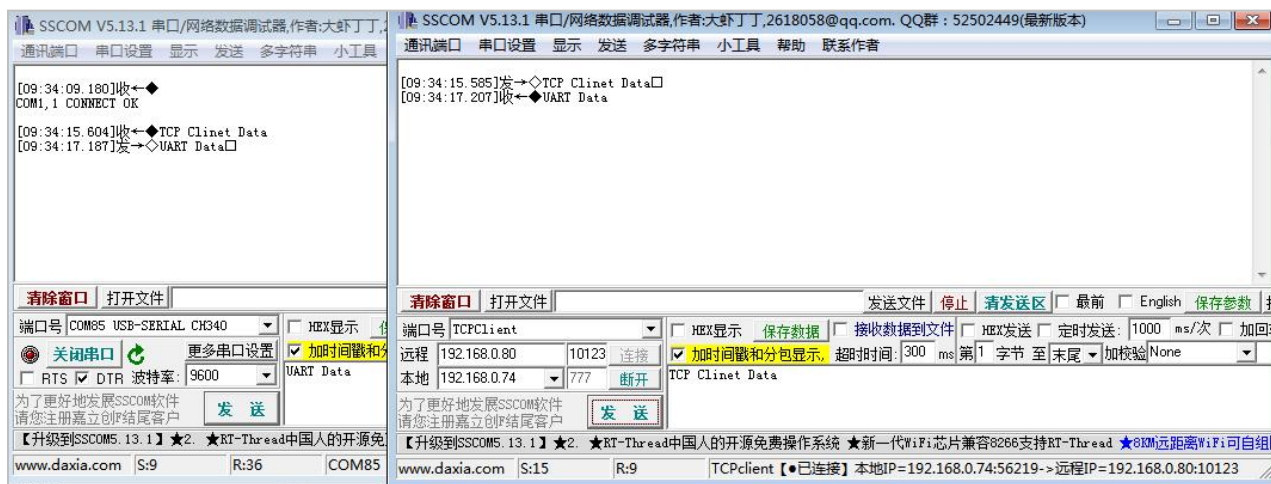 SSCOM V5.13.1 串口/网络数据调试器,作者:大虾丁丁,2
通讯端口 串口设置 显示 发送 多字符串 小工具
[09:34:09.180]收←◆
COM1,1 CONNECT OK
[09:34:15.604]收←◆TCP Clinet Data
[09:34:17.187]发→◇UART Data□
清除窗口 打开文件
端口号 COM85 USB-SERIAL CH340 HEX显示
关闭串口 更多串口设置 加时间戳和分
RTS DTR 波特率: 9600 UART Data
为了更好地发展SSCOM软件
请您注册嘉立创F结尾客户 发 送
【升级到SSCOM5.13.1】★2. ★RT-Thread中国人的开源免
www.daxia.com S:9 R:36 COM85
SSCOM V5.13.1 串口/网络数据调试器,作者:大虾丁丁,2618058@qq.com. QQ群：52502449(最新版本)
通讯端口 串口设置 显示 发送 多字符串 小工具 帮助 联系作者
[09:34:15.585]发→◇TCP Clinet Data□
[09:34:17.207]收←◆UART Data
清除窗口 打开文件 发送文件 停止 清发送区 最前 English 保存参数
端口号 TCPClient HEX显示 保存数据 接收数据到文件 HEX发送 定时发送: 1000 ms/次 加回
远程 192.168.0.80 10123 连接 加时间戳和分包显示, 超时时间: 300 ms 第1 字节 至 末尾 加校验 None
本地 192.168.0.74 777 断开 TCP Clinet Data
为了更好地发展SSCOM软件
请您注册嘉立创F结尾客户 发 送
【升级到SSCOM5.13.1】★2. ★RT-Thread中国人的开源免费操作系统 ★新一代WiFi芯片兼容8266支持RT-Thread ★8KM远距离WiFi可自组
www.daxia.com S:15 R:9 TCPclient【●已连接】本地IP=192.168.0.74:56219->远程IP=192.168.0.80:10123